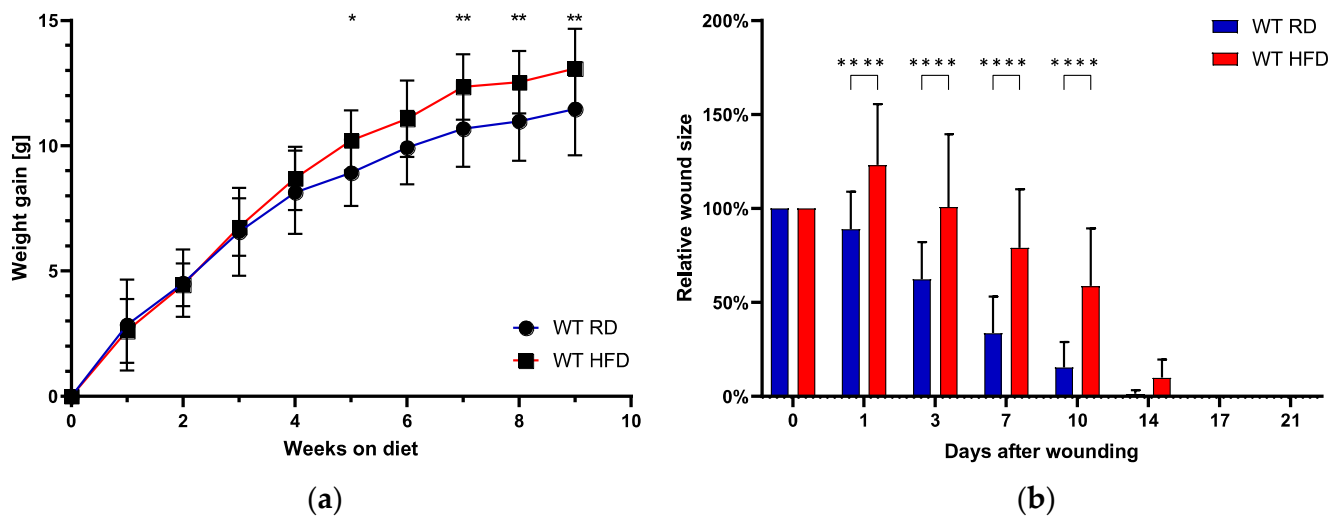 15
10
5
0
Weight gain [g]
* ** ** **
WT RD
WT HFD
0 2 4 6 8 10
Weeks on diet
(a)
200%
150%
100%
50%
0%
Relative wound size
WT RD
WT HFD
**** **** **** ****
0 1 3 7 10 14 17 21
Days after wounding
(b)